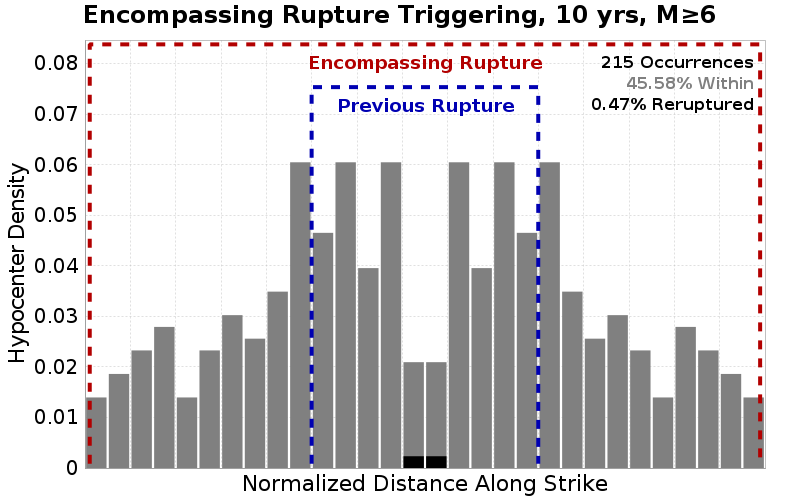 Encompassing Rupture Triggering, 10 yrs, M≥6
Encompassing Rupture
215 Occurrences
45.58% Within
Previous Rupture
0.47% Reruptured
0.08
0.07
0.06
0.05
0.04
0.03
0.02
0.01
0
Hypocenter Density
Normalized Distance Along Strike